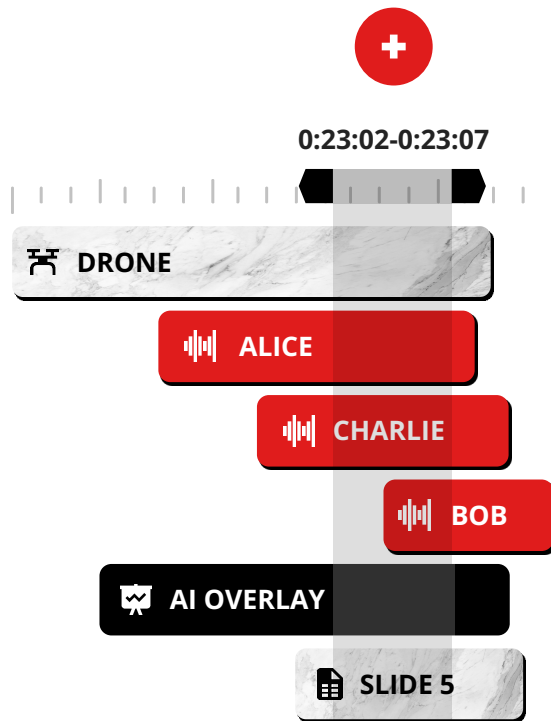 0:23:02-0:23:07
DRONE
ALICE
CHARLIE
BOB
AI OVERLAY
SLIDE 5